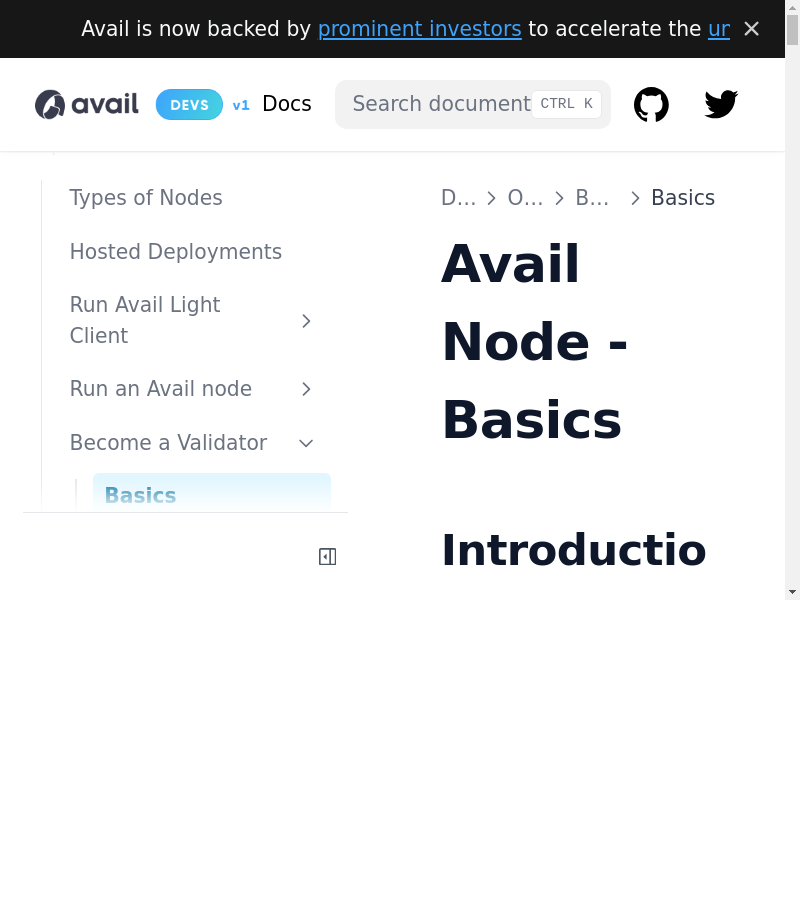 Avail is now backed by prominent investors to accelerate the ur
avail DEVS v1 Docs Search document CTRL K
Types of Nodes
Hosted Deployments
Run Avail Light
Client
Run an Avail node
Become a Validator
Basics
D… O… B… Basics
Avail
Node -
Basics
Introductio